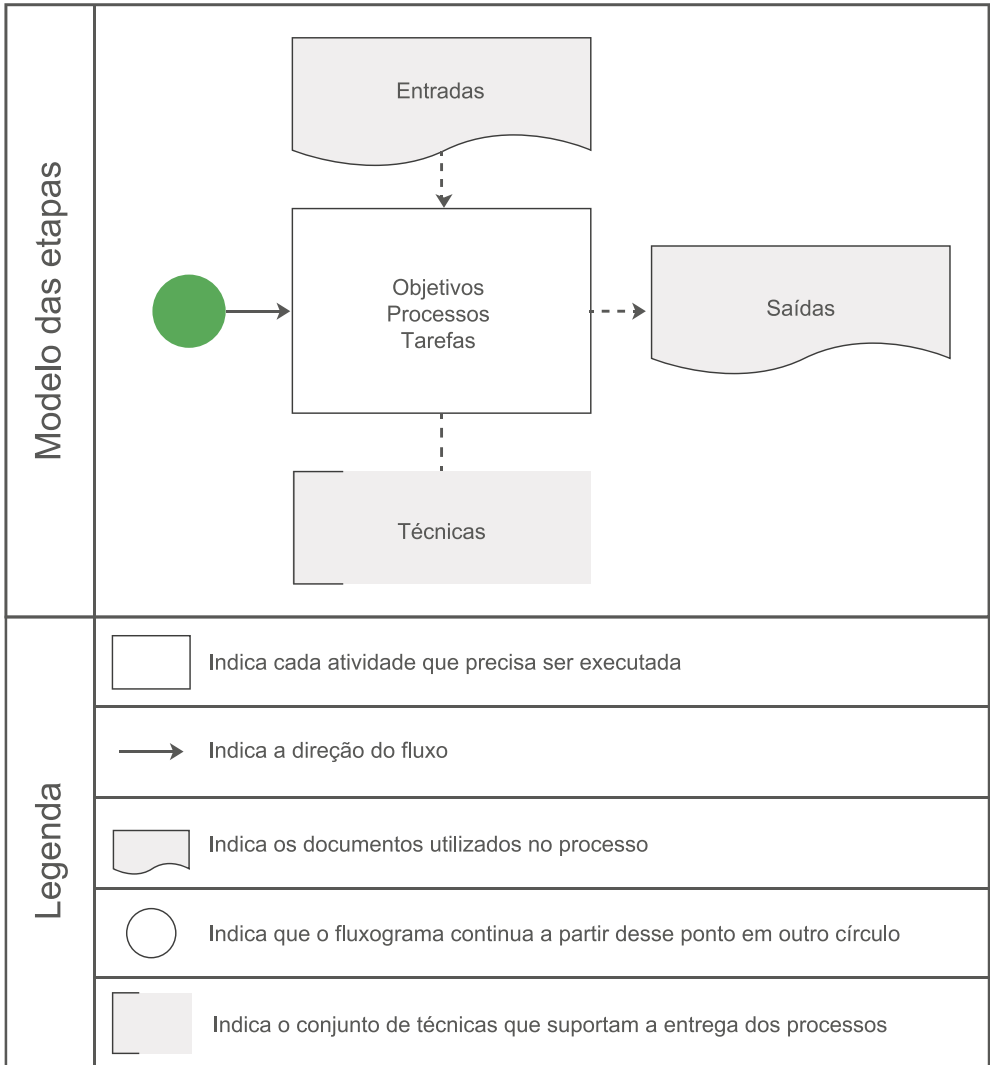 Modelo das etapas
Entradas
Objetivos
Processos
Tarefas
Saídas
Técnicas
Legenda
Indica cada atividade que precisa ser executada
Indica a direção do fluxo
Indica os documentos utilizados no processo
Indica que o fluxograma continua a partir desse ponto em outro círculo
Indica o conjunto de técnicas que suportam a entrega dos processos